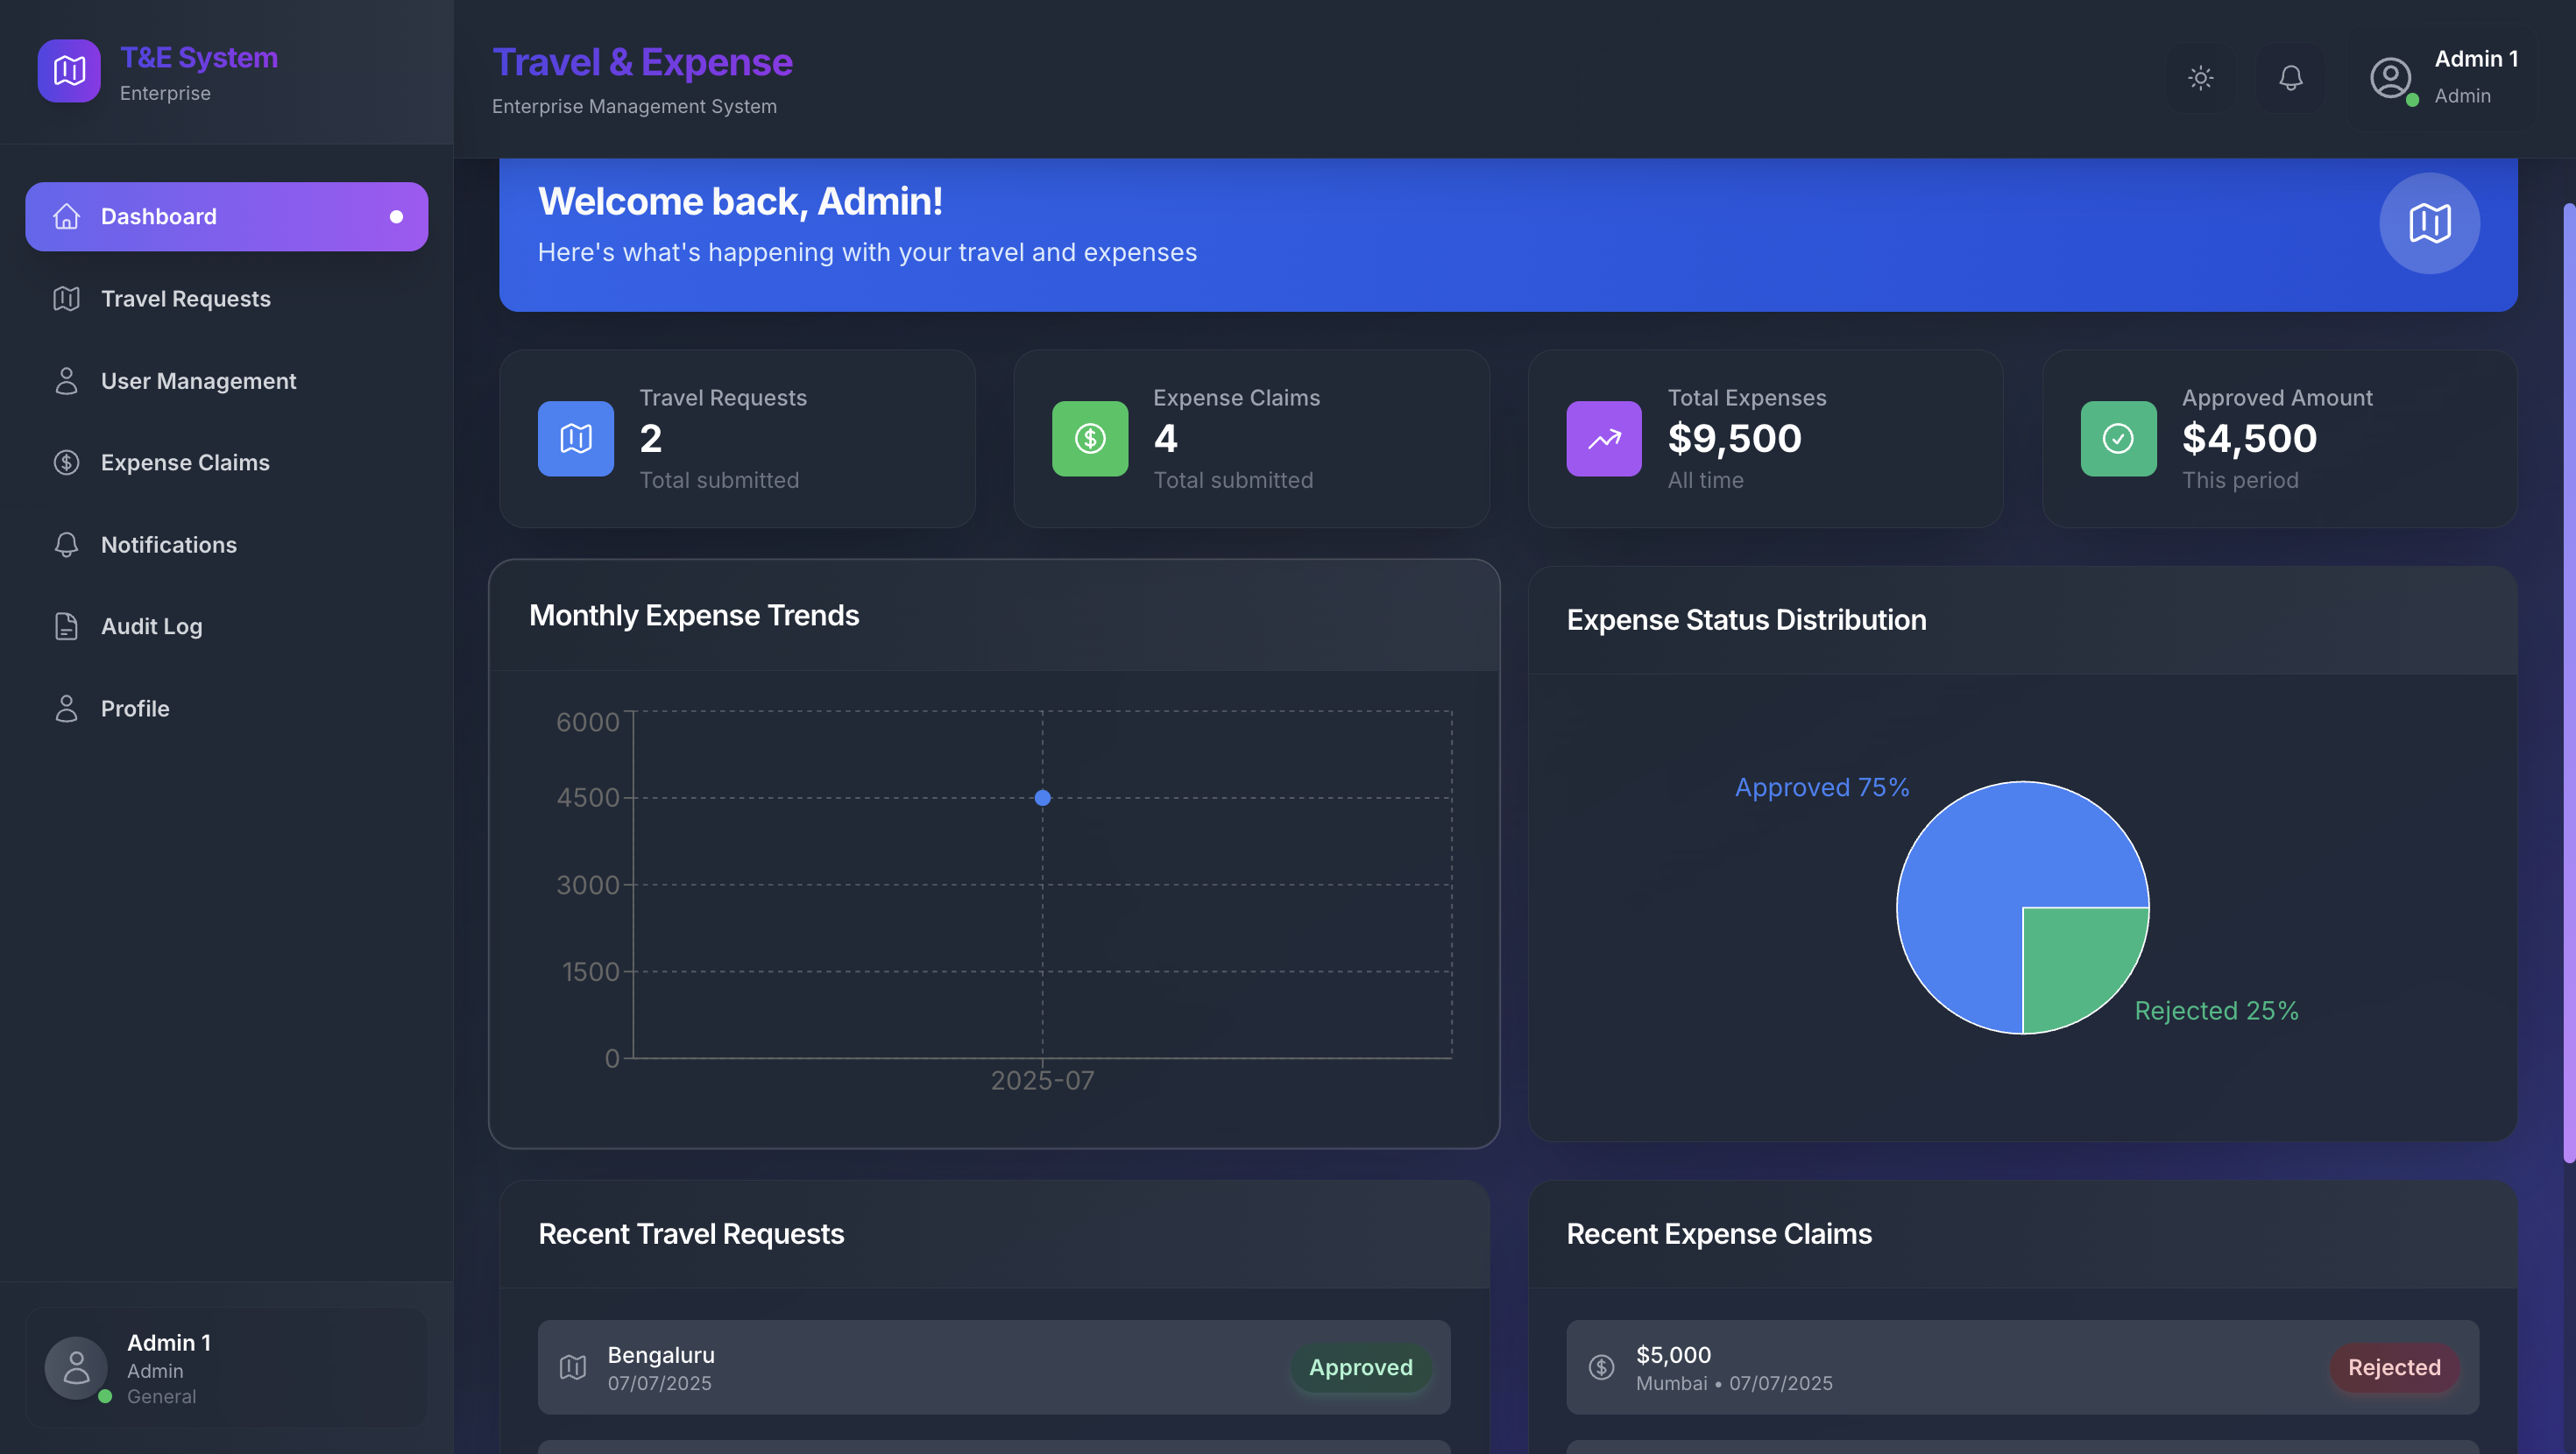 T&E System
Enterprise
Travel & Expense
Enterprise Management System
Admin 1
Admin
Dashboard
Travel Requests
User Management
Expense Claims
Notifications
Audit Log
Profile
Admin 1
Admin
General
Welcome back, Admin!
Here's what's happening with your travel and expenses
Travel Requests
2
Total submitted
Expense Claims
4
Total submitted
Total Expenses
$9,500
All time
Approved Amount
$4,500
This period
Monthly Expense Trends
6000
4500
3000
1500
0
2025-07
Expense Status Distribution
Approved 75%
Rejected 25%
Recent Travel Requests
Bengaluru
07/07/2025
Approved
Recent Expense Claims
$5,000
Mumbai • 07/07/2025
Rejected